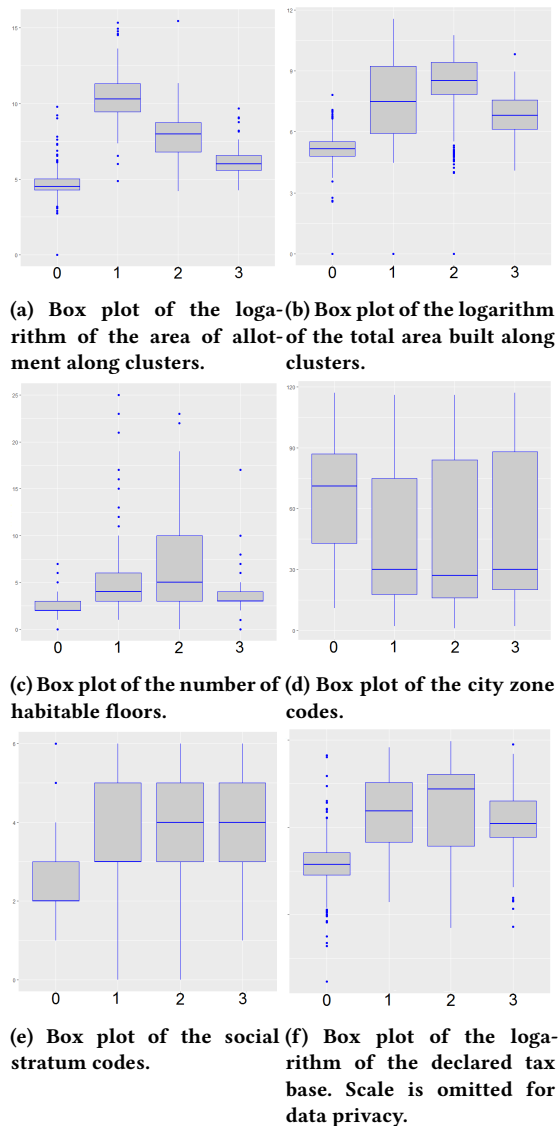 15
10
5
0
0 1 2 3
(a) Box plot of the loga-
rithm of the area of allot-
ment along clusters.
12
9
6
3
0
0 1 2 3
(b) Box plot of the logarithm
of the total area built along
clusters.
25
20
15
10
5
0
0 1 2 3
(c) Box plot of the number of
habitable floors.
120
90
60
30
0
0 1 2 3
(d) Box plot of the city zone
codes.
6
4
2
0
0 1 2 3
(e) Box plot of the social
stratum codes.
0 1 2 3
(f) Box plot of the loga-
rithm of the declared tax
base. Scale is omitted for
data privacy.